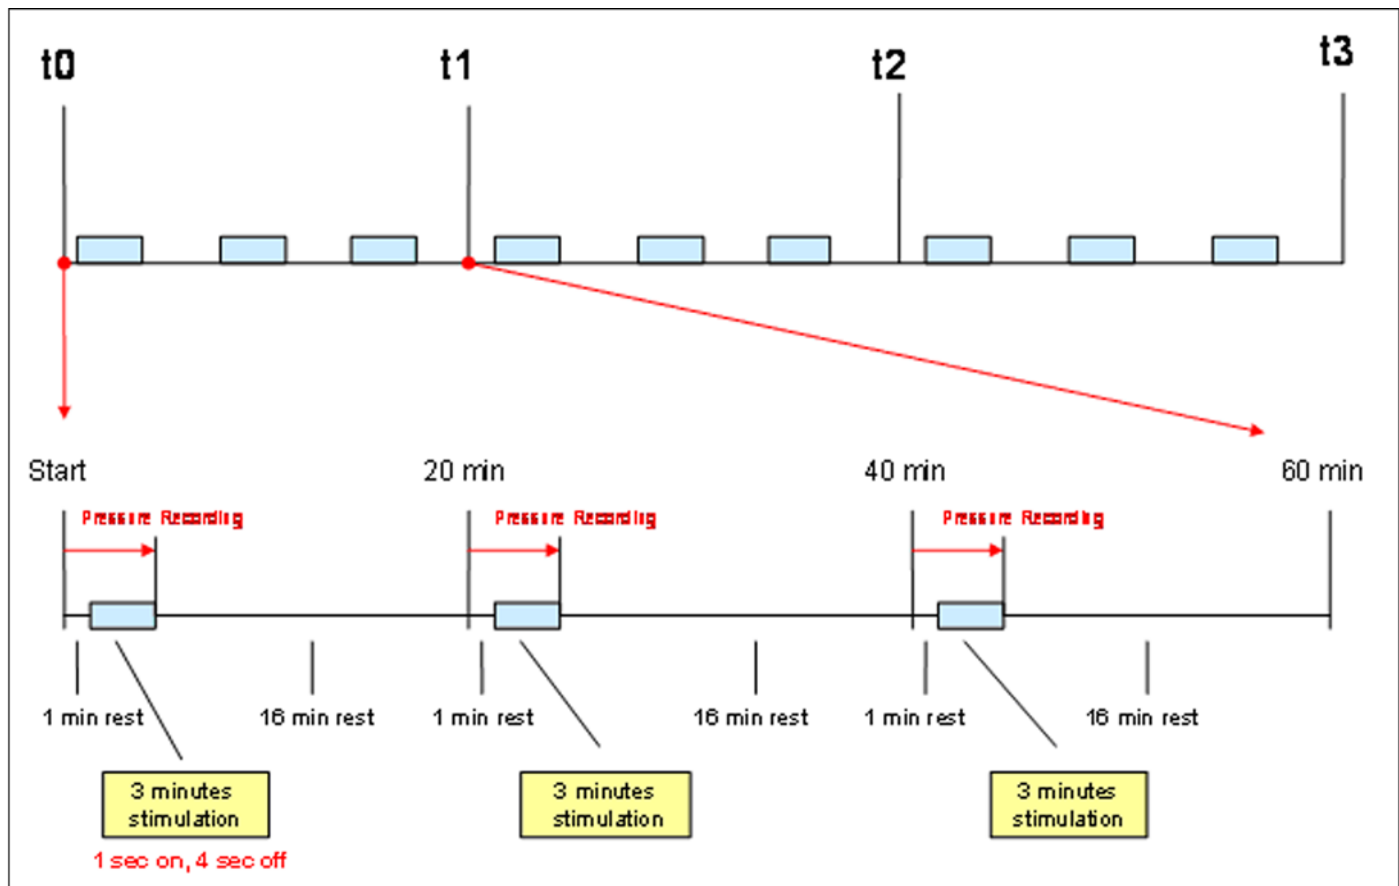 t0 t1 t2 t3
Start 20 min 40 min 60 min
Pressure Recording Pressure Recording Pressure Recording
1 min rest 16 min rest 1 min rest 16 min rest 1 min rest 16 min rest
3 minutes
stimulation
3 minutes
stimulation
3 minutes
stimulation
1 sec on, 4 sec off